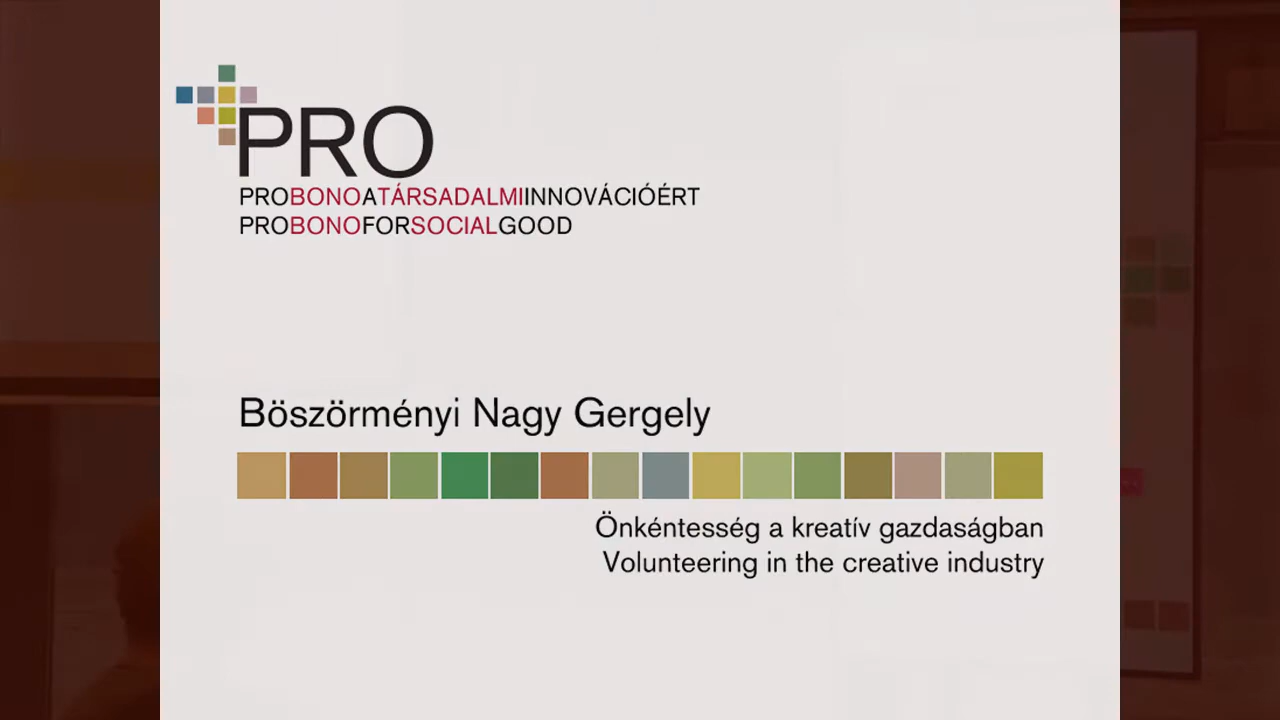 PRO
PROBONOATÁRSADALMIINNOVÁCIÓÉRT
PROBONOFORSOCIALGOOD
Böszörményi Nagy Gergely
Önkéntesség a kreatív gazdaságban
Volunteering in the creative industry